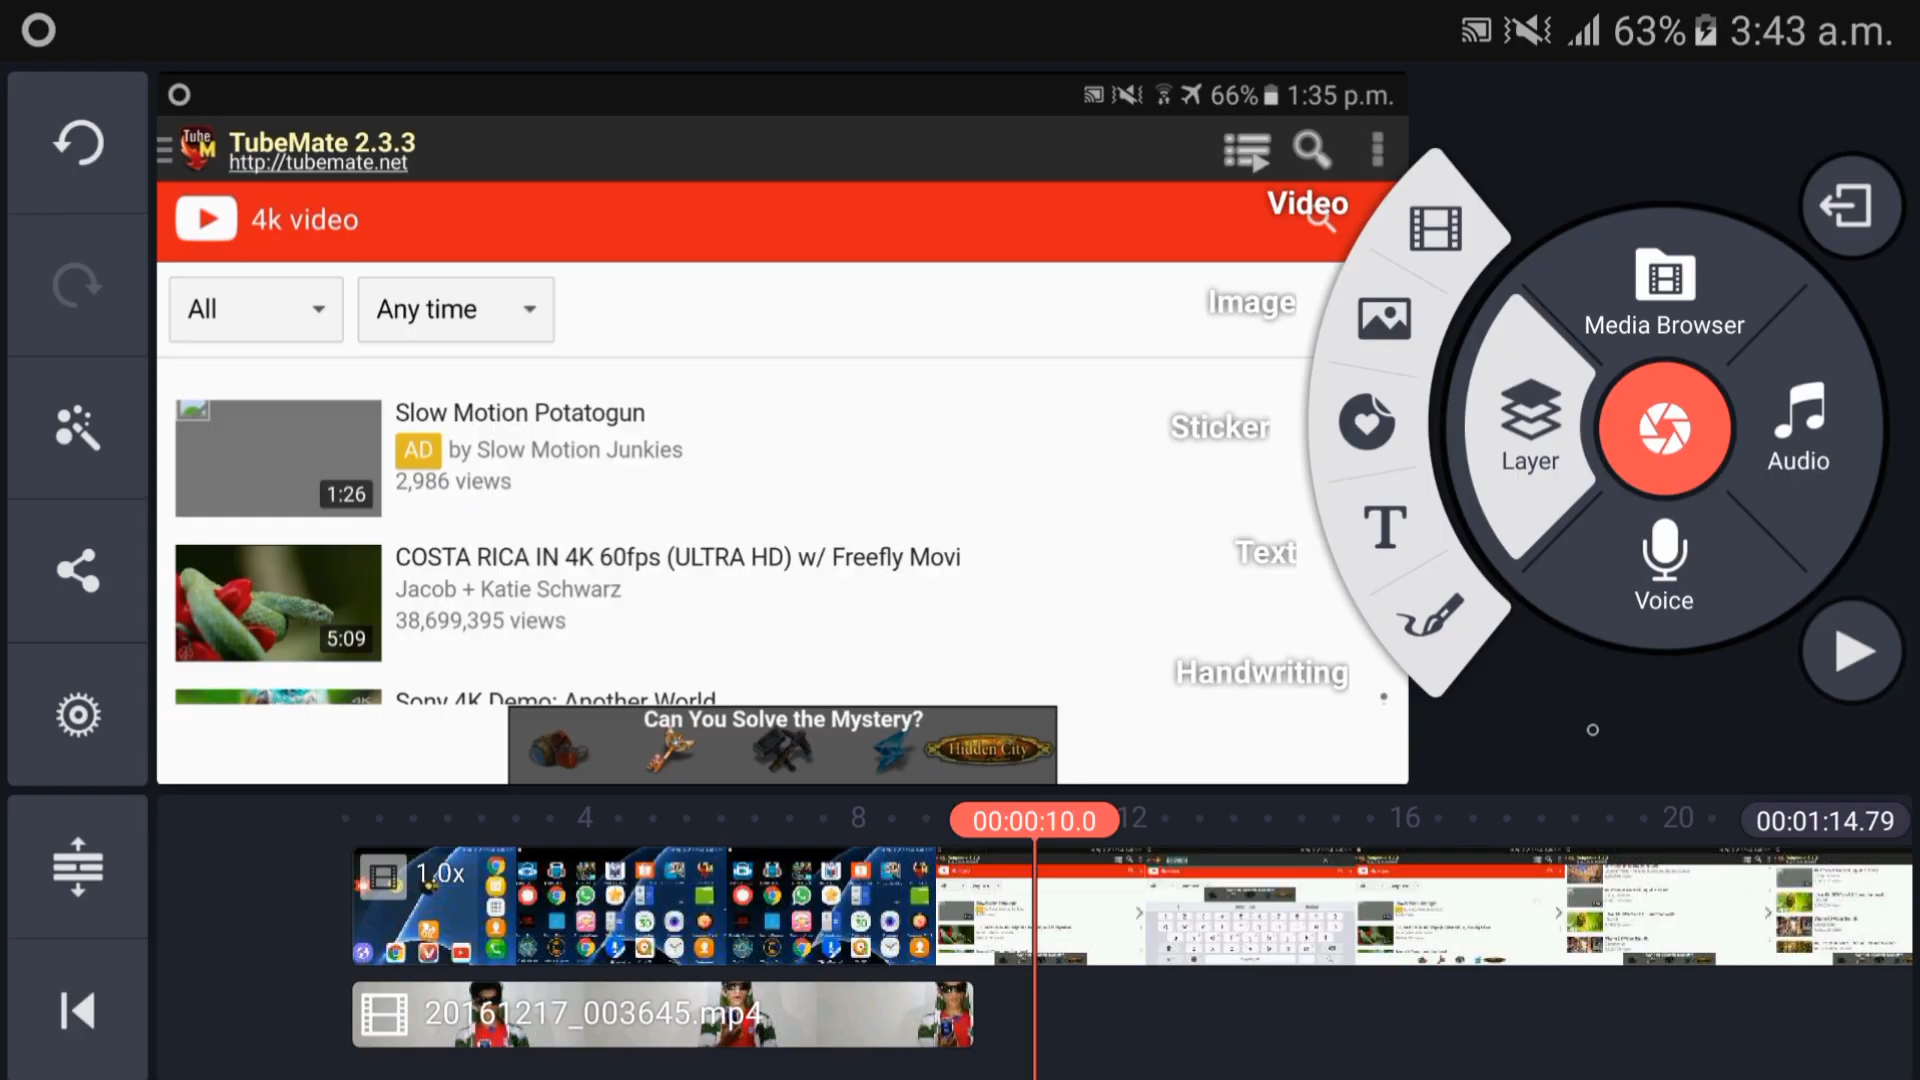 63% 3:43 a.m.
66% 1:35 p.m.
Tube M
TubeMate 2.3.3
http://tubemate.net
4k video
Video
All
Any time
Image
Slow Motion Potatogun
AD by Slow Motion Junkies
2,986 views
1:26
Sticker
COSTA RICA IN 4K 60fps (ULTRA HD) w/ Freefly Movi
Jacob + Katie Schwarz
38,699,395 views
5:09
Text
Handwriting
Sony 4K Demo: Another World
Can You Solve the Mystery?
Hidden City
Media Browser
Layer
Audio
Voice
4
8
00:00:10.0
12
16
20
00:01:14.79
1.0x
20161217_003645.mp4